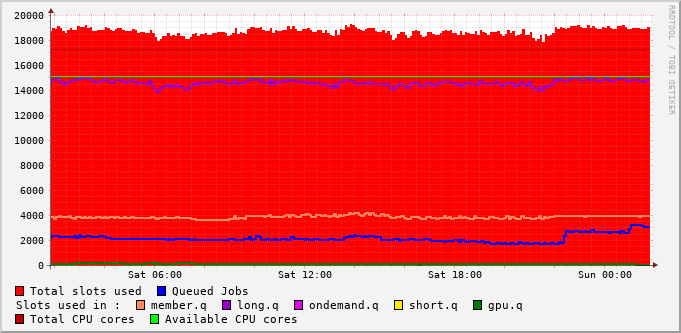 20000
18000
16000
14000
12000
10000
8000
6000
4000
2000
0
Sat 06:00 Sat 12:00 Sat 18:00 Sun 00:00
Total slots used Queued Jobs
Slots used in : member.q long.q ondemand.q short.q gpu.q
Total CPU cores Available CPU cores
RRDTOOL / TOBI OETIKER